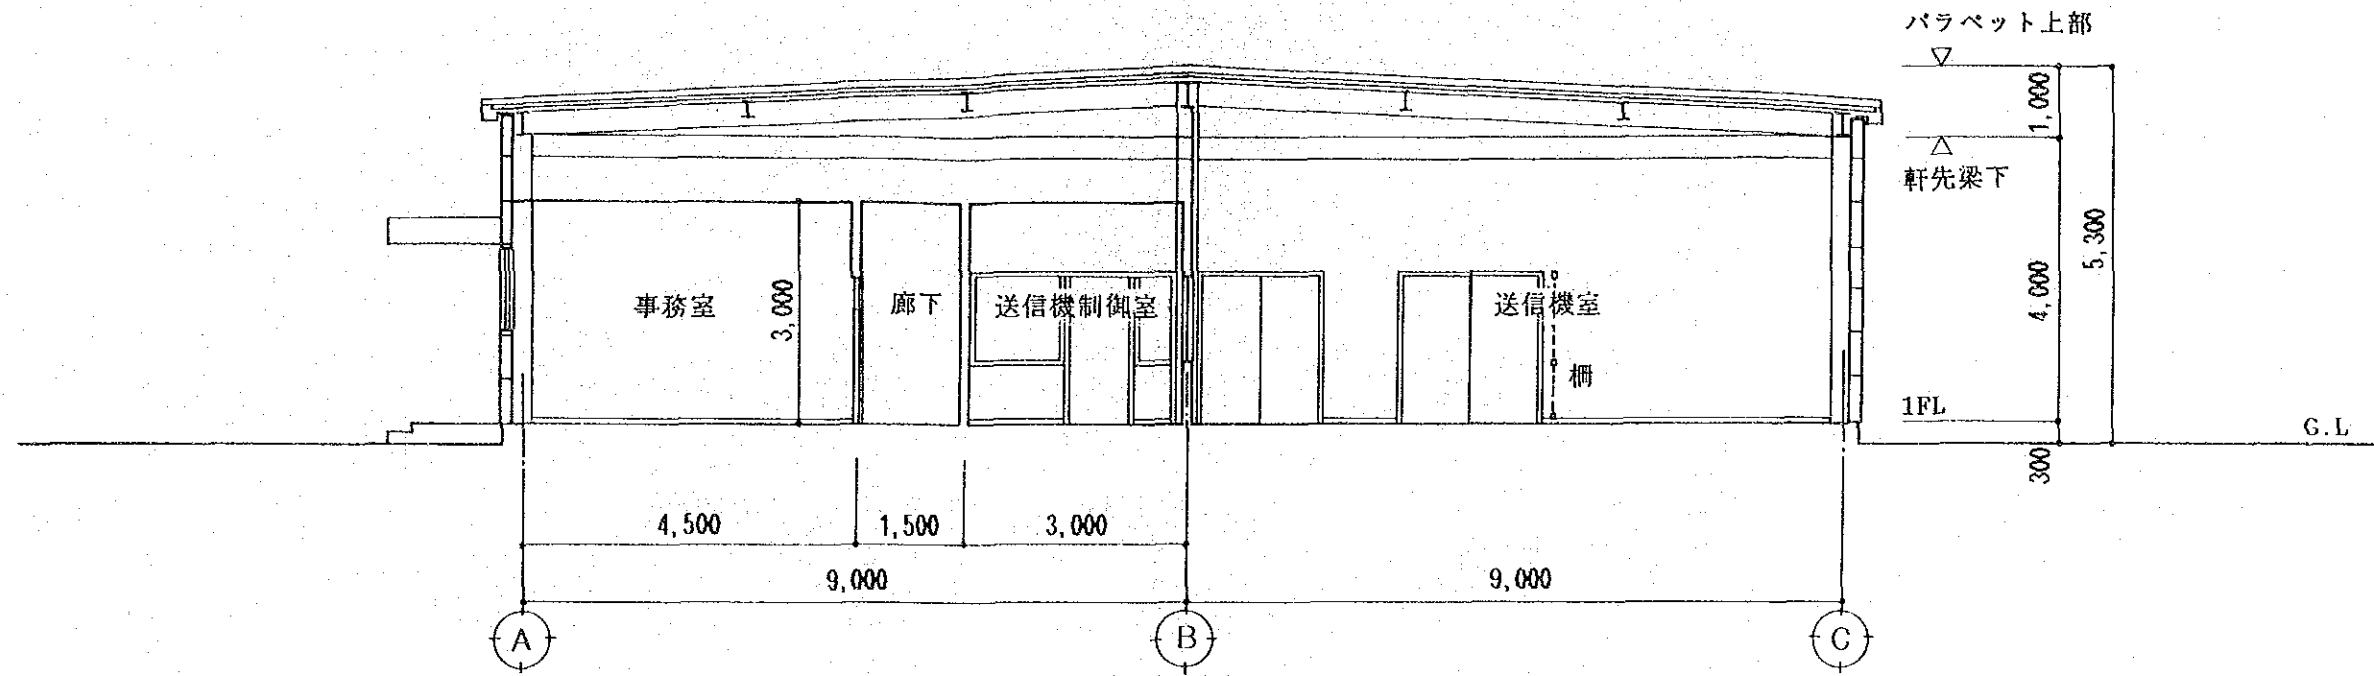 パラペット上部
1,000
軒先梁下
5,300
4,000
事務室
3,000
廊下
送信機制御室
送信機室
柵
1FL
G.L
300
4,500
1,500
3,000
9,000
9,000
A
B
C